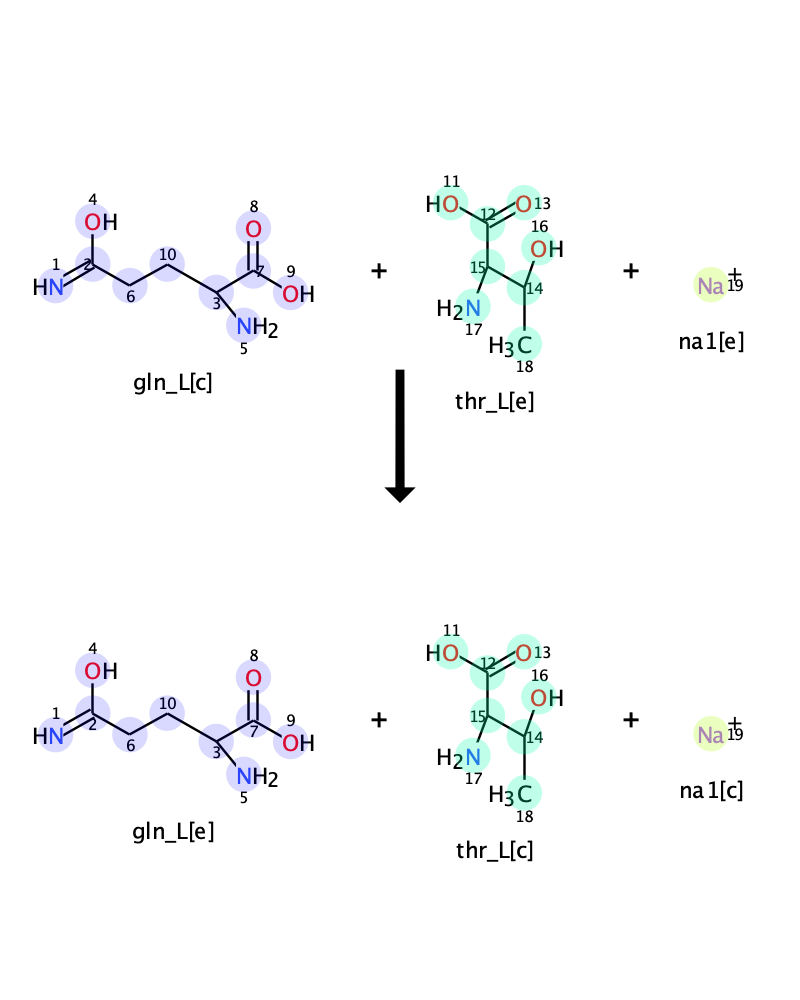 4
OH
1
HN
2
6
10
3
NH2
5
8
O
7
9
OH
gln_L[c]
+
11
HO
12
O
13
16
OH
15
14
H2N
17
H3C
18
thr_L[e]
+
Na
+
19
na1[e]
4
OH
1
HN
2
6
10
3
NH2
5
8
O
7
9
OH
gln_L[e]
+
11
HO
12
O
13
16
OH
15
14
H2N
17
H3C
18
thr_L[c]
+
Na
+
19
na1[c]